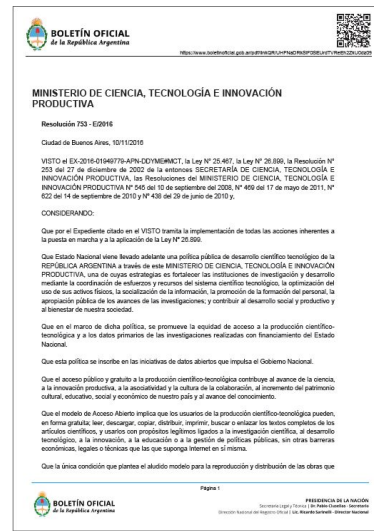 BOLETÍN OFICIAL
de la República Argentina
MINISTERIO DE CIENCIA, TECNOLOGÍA E INNOVACIÓN
PRODUCTIVA
Resolución 753 - E/2016
Ciudad de Buenos Aires, 10/11/2016
VISTO el EX-2016-01949779-APN-DDYME#MCT, la Ley N° 25.467, la Ley N° 26.899, la Resolución N°
253 del 27 de diciembre de 2002 de la entonces SECRETARÍA DE CIENCIA, TECNOLOGÍA E
INNOVACIÓN PRODUCTIVA, las Resoluciones del MINISTERIO DE CIENCIA, TECNOLOGÍA E
INNOVACIÓN PRODUCTIVA N° 545 del 10 de septiembre del 2008, N° 469 del 17 de mayo de 2011, N°
622 del 14 de septiembre de 2010 y N° 438 del 29 de junio de 2010 y,
CONSIDERANDO:
Que por el Expediente citado en el VISTO tramita la implementación de todas las acciones inherentes a
la puesta en marcha y a la aplicación de la Ley N° 26.899.
Que Estado Nacional viene llevado adelante una política pública de desarrollo científico tecnológico de la
REPÚBLICA ARGENTINA a través de este MINISTERIO DE CIENCIA, TECNOLOGÍA E INNOVACIÓN
PRODUCTIVA, una de cuyas estrategias es fortalecer las instituciones de investigación y desarrollo
mediante la coordinación de esfuerzos y recursos del sistema científico tecnológico, la optimización del
uso de sus activos físicos, la socialización de la información, la promoción de la formación del personal, la
apropiación pública de los avances de las investigaciones; y contribuir al desarrollo social y productivo y
al bienestar de nuestra sociedad.
Que en el marco de dicha política, se promueve la equidad de acceso a la producción científico-
tecnológica y a los datos primarios de las investigaciones realizadas con financiamiento del Estado
Nacional.
Que esta política se inscribe en las iniciativas de datos abiertos que impulsa el Gobierno Nacional.
Que el acceso público y gratuito a la producción científico-tecnológica contribuye al avance de la ciencia,
a la innovación productiva, a la asociatividad y la cultura de la colaboración, al incremento del patrimonio
cultural, educativo, social y económico de nuestro país y al avance del conocimiento.
Que el modelo de Acceso Abierto implica que los usuarios de la producción científico-tecnológica pueden,
en forma gratuita; leer, descargar, copiar, distribuir, imprimir, buscar o enlazar los textos completos de los
artículos científicos, y usarlos con propósitos legítimos ligados a la investigación científica, al desarrollo
tecnológico, a la innovación, a la educación o a la gestión de políticas públicas, sin otras barreras
económicas, legales o técnicas que las que suponga Internet en sí misma.
Que la única condición que plantea el aludido modelo para la reproducción y distribución de las obras que
Página 1
BOLETÍN OFICIAL
de la República Argentina
PRESIDENCIA DE LA NACIÓN
Secretaría Legal y Técnica | Dr. Pablo Clusellas - Secretario
Dirección Nacional del Registro Oficial | Lic. Ricardo Sarinelli - Director Nacional